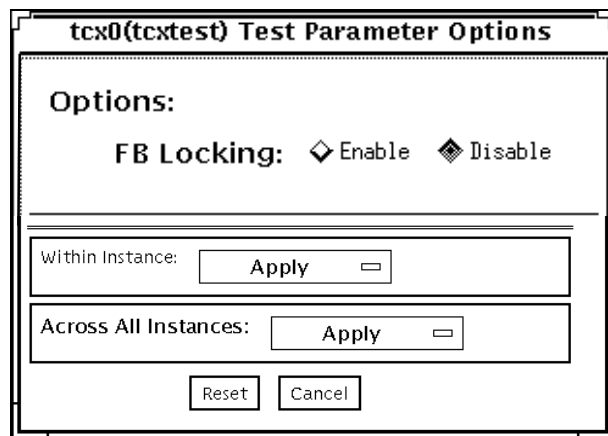 tcx0(tcxtest) Test Parameter Options
Options:
FB Locking: Enable Disable
Within Instance: Apply
Across All Instances: Apply
Reset Cancel